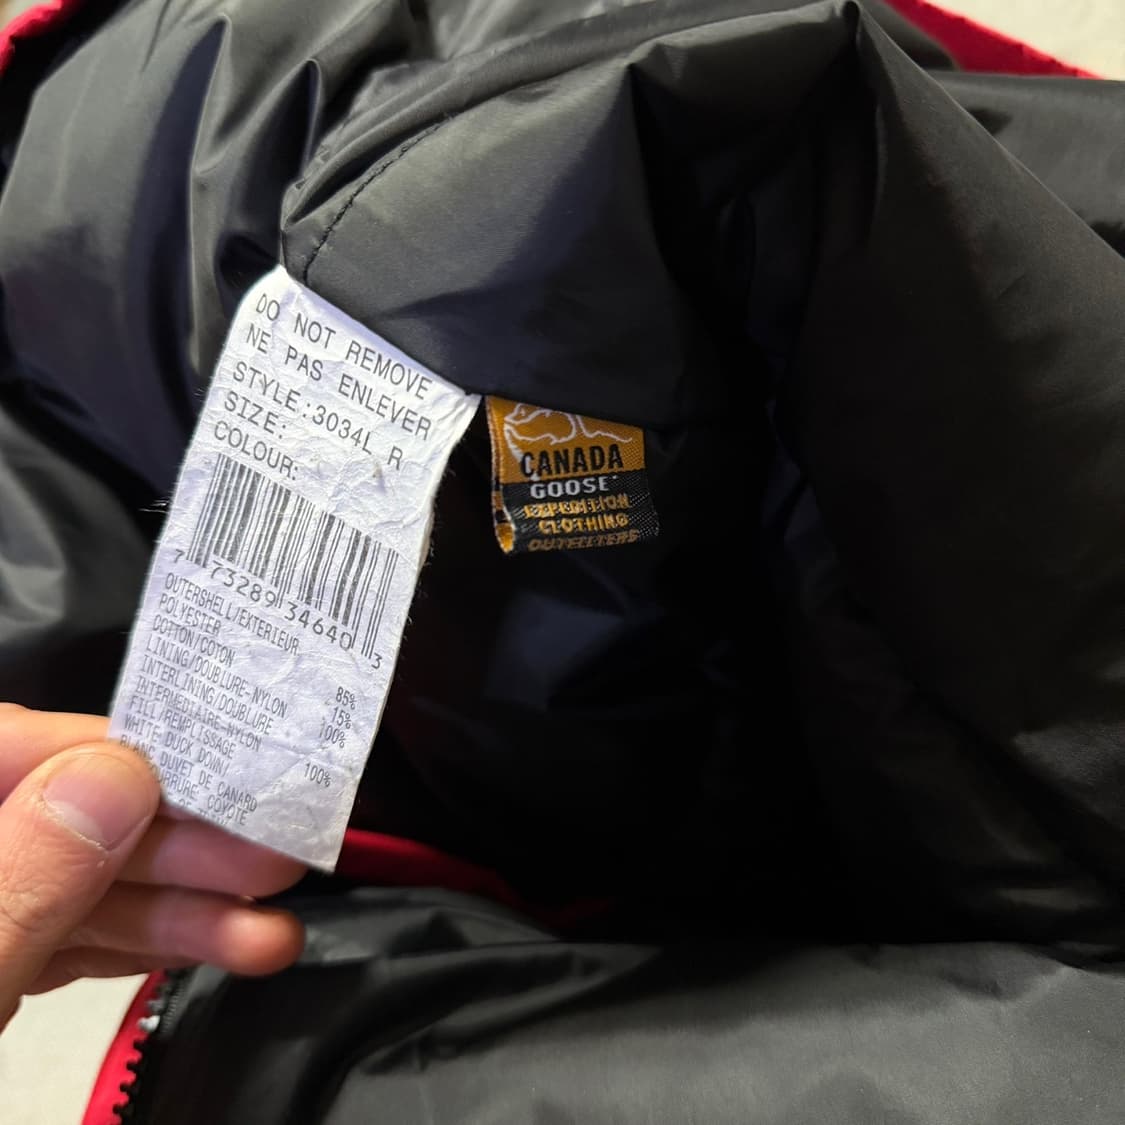 DO NOT REMOVE
NE PAS ENLEVER
STYLE:3034L R
SIZE:
COLOUR:
7 73289 34640 3
OUTERSHELL/EXTERIEUR
POLYESTER 85%
COTTON/COTON 15%
LINING/DOUBLURE-NYLON 100%
INTERLINING/DOUBLURE
INTERMEDIAIRE-NYLON 100%
FILL/REMPLISSAGE
WHITE DUCK DOWN/
BLANC DUVET DE CANARD
COYOTE
CANADA
GOOSE
EXPEDITION
CLOTHING
OUTFITTERS